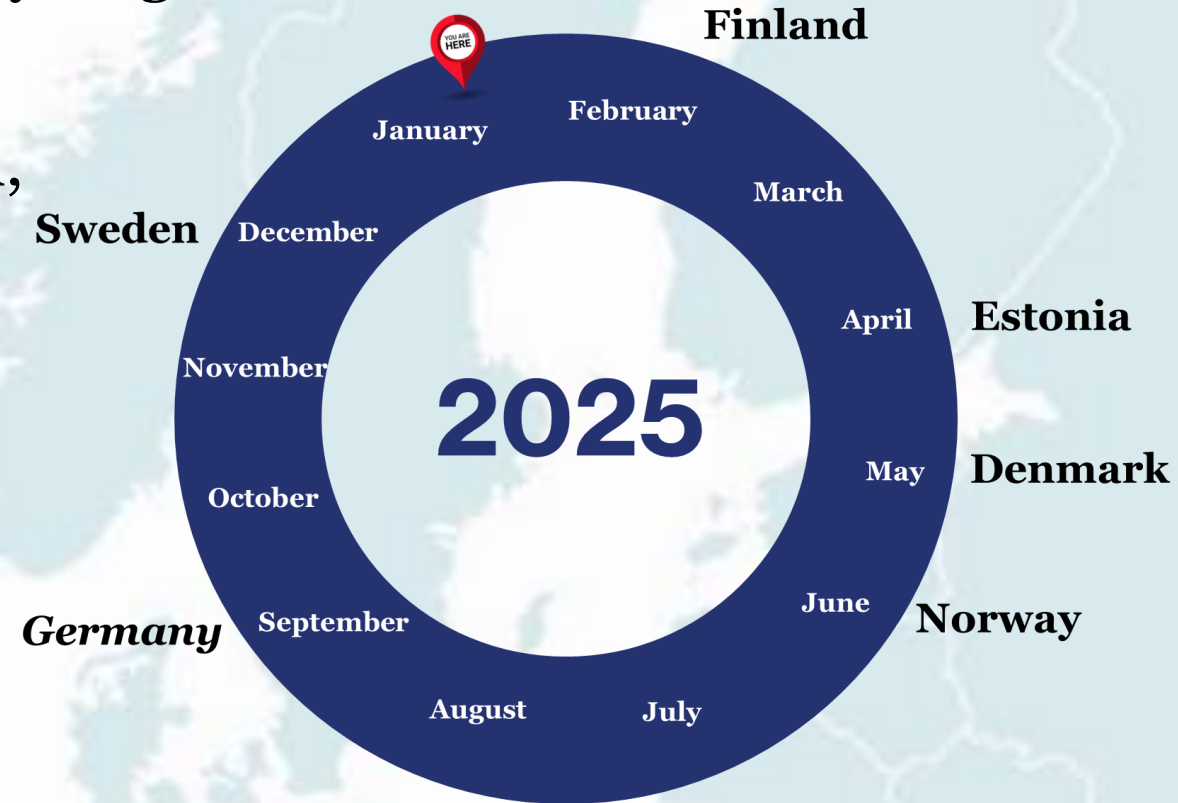 Finland
YOU ARE
HERE
January
February
March
Sweden
December
April
Estonia
November
2025
May
Denmark
October
June
Norway
Germany
September
August
July